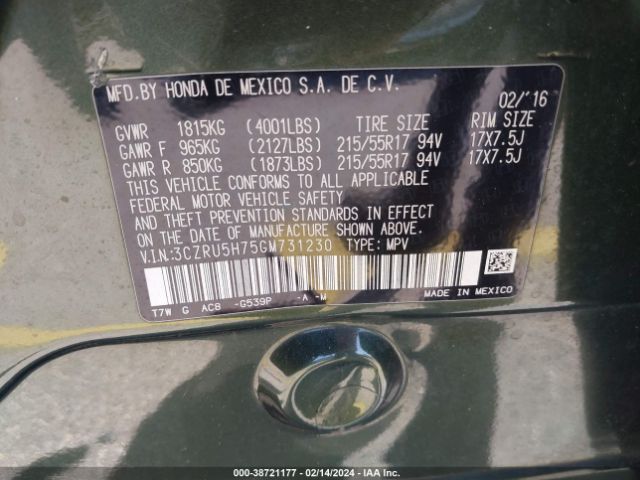 MFD.BY HONDA DE MEXICO S.A. DE C.V.
02/'16
GVWR 1815KG (4001LBS) TIRE SIZE RIM SIZE
GAWR F 965KG (2127LBS) 215/55R17 94V 17X7.5J
GAWR R 850KG (1873LBS) 215/55R17 94V 17X7.5J
THIS VEHICLE CONFORMS TO ALL APPLICABLE
FEDERAL MOTOR VEHICLE SAFETY
AND THEFT PREVENTION STANDARDS IN EFFECT
ON THE DATE OF MANUFACTURE SHOWN ABOVE.
V.I.N.:3CZRU5H75GM731230 TYPE: MPV
T7W G AC8 -G539P -A -M
MADE IN MEXICO
000-38721177 - 02/14/2024 - IAA Inc.